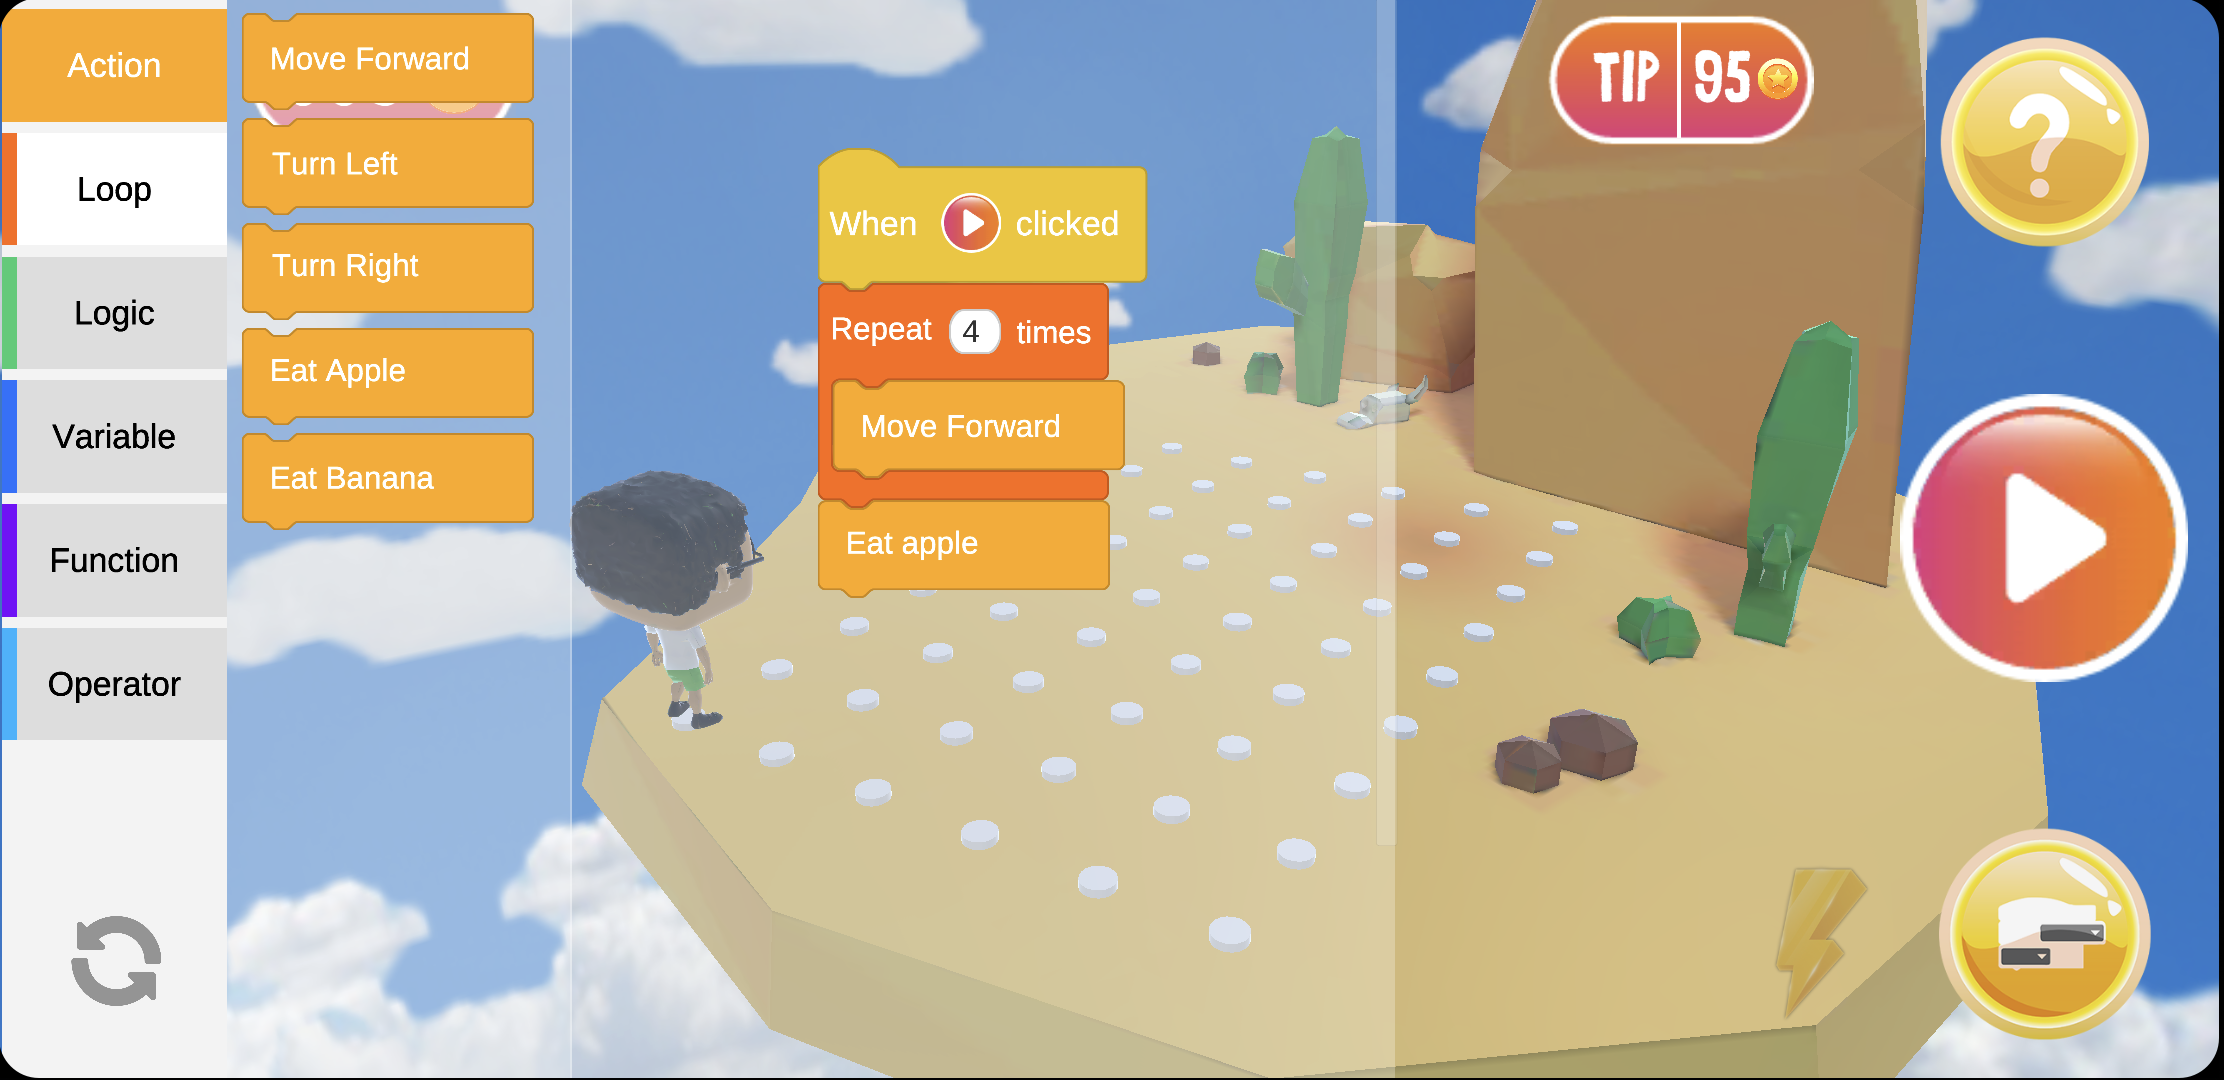 Action
Loop
Logic
Variable
Function
Operator
Move Forward
Turn Left
Turn Right
Eat Apple
Eat Banana
When clicked
Repeat 4 times
Move Forward
Eat apple
TIP 95
?